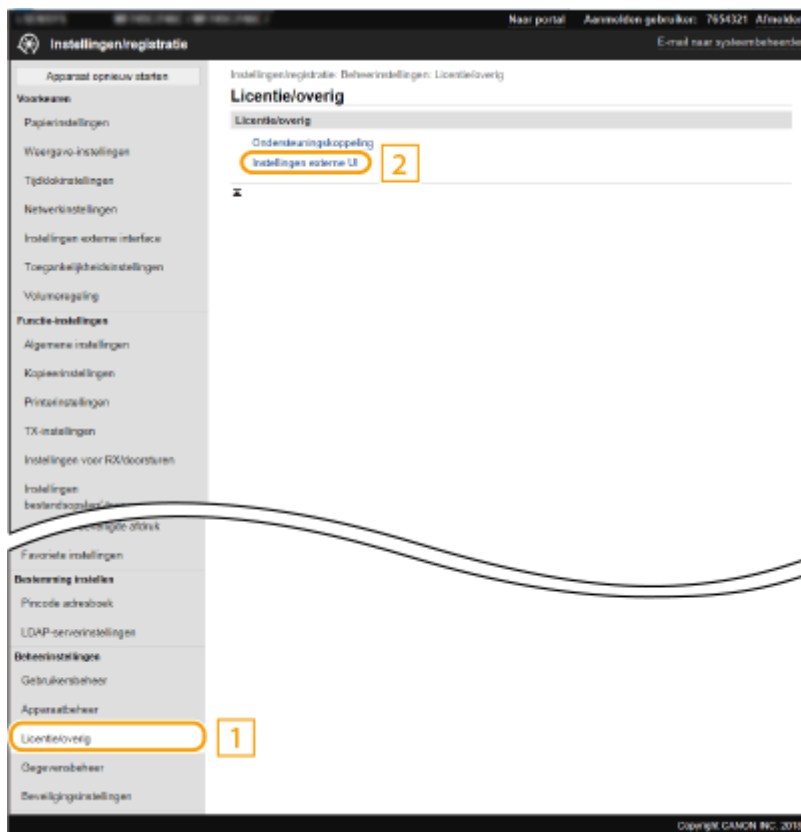 Naar portal Aanmelden gebruiker: 7654321 Afmelden
Instellingen/registratie
E-mail naar systeembeheerder
Apparaat opnieuw starten
Voorkeuren
Papierinstellingen
Weergave-instellingen
Tijdklokinstellingen
Netwerkinstellingen
Instellingen externe interface
Toegankelijkheidsinstellingen
Volumeregeling
Functie-instellingen
Algemene instellingen
Kopieerinstellingen
Printerinstellingen
TX-instellingen
Instellingen voor RX/doorsturen
Instellingen
afdruk
Favoriete instellingen
Bestemming instellen
Pincode adresboek
LDAP-serverinstellingen
Beheerinstellingen
Gebruikersbeheer
Apparaatbeheer
Licentie/overig
1
Gegevensbeheer
Beveiligingsinstellingen
Instellingen/registratie: Beheerinstellingen: Licentie/overig
Licentie/overig
Licentie/overig
Ondersteuningskoppeling
Instellingen externe UI
2
Copyright CANON INC. 2018